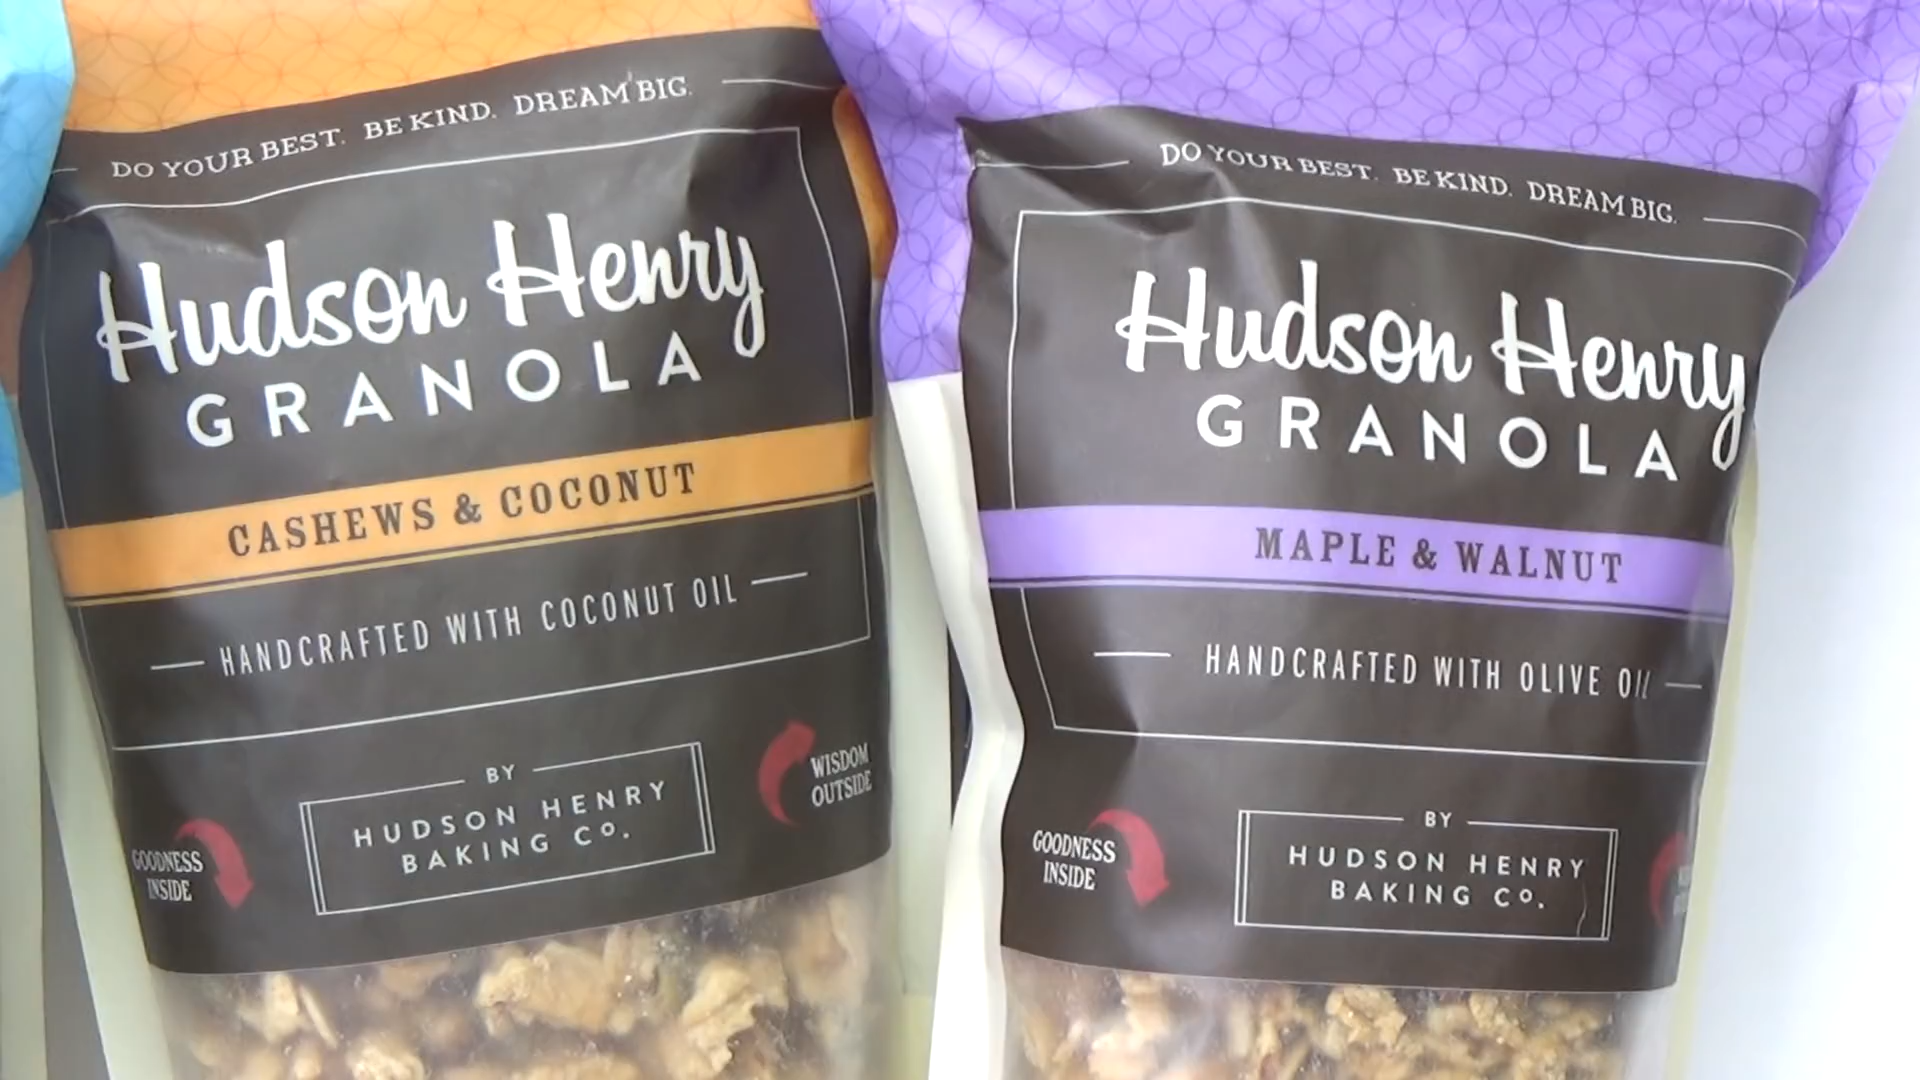 DO YOUR BEST. BE KIND. DREAM BIG.
Hudson Henry
GRANOLA
CASHEWS & COCONUT
HANDCRAFTED WITH COCONUT OIL
BY
HUDSON HENRY
BAKING Co.
GOODNESS
INSIDE
WISDOM
OUTSIDE
DO YOUR BEST. BE KIND. DREAM BIG.
Hudson Henry
GRANOLA
MAPLE & WALNUT
HANDCRAFTED WITH OLIVE OIL
BY
HUDSON HENRY
BAKING Co.
GOODNESS
INSIDE